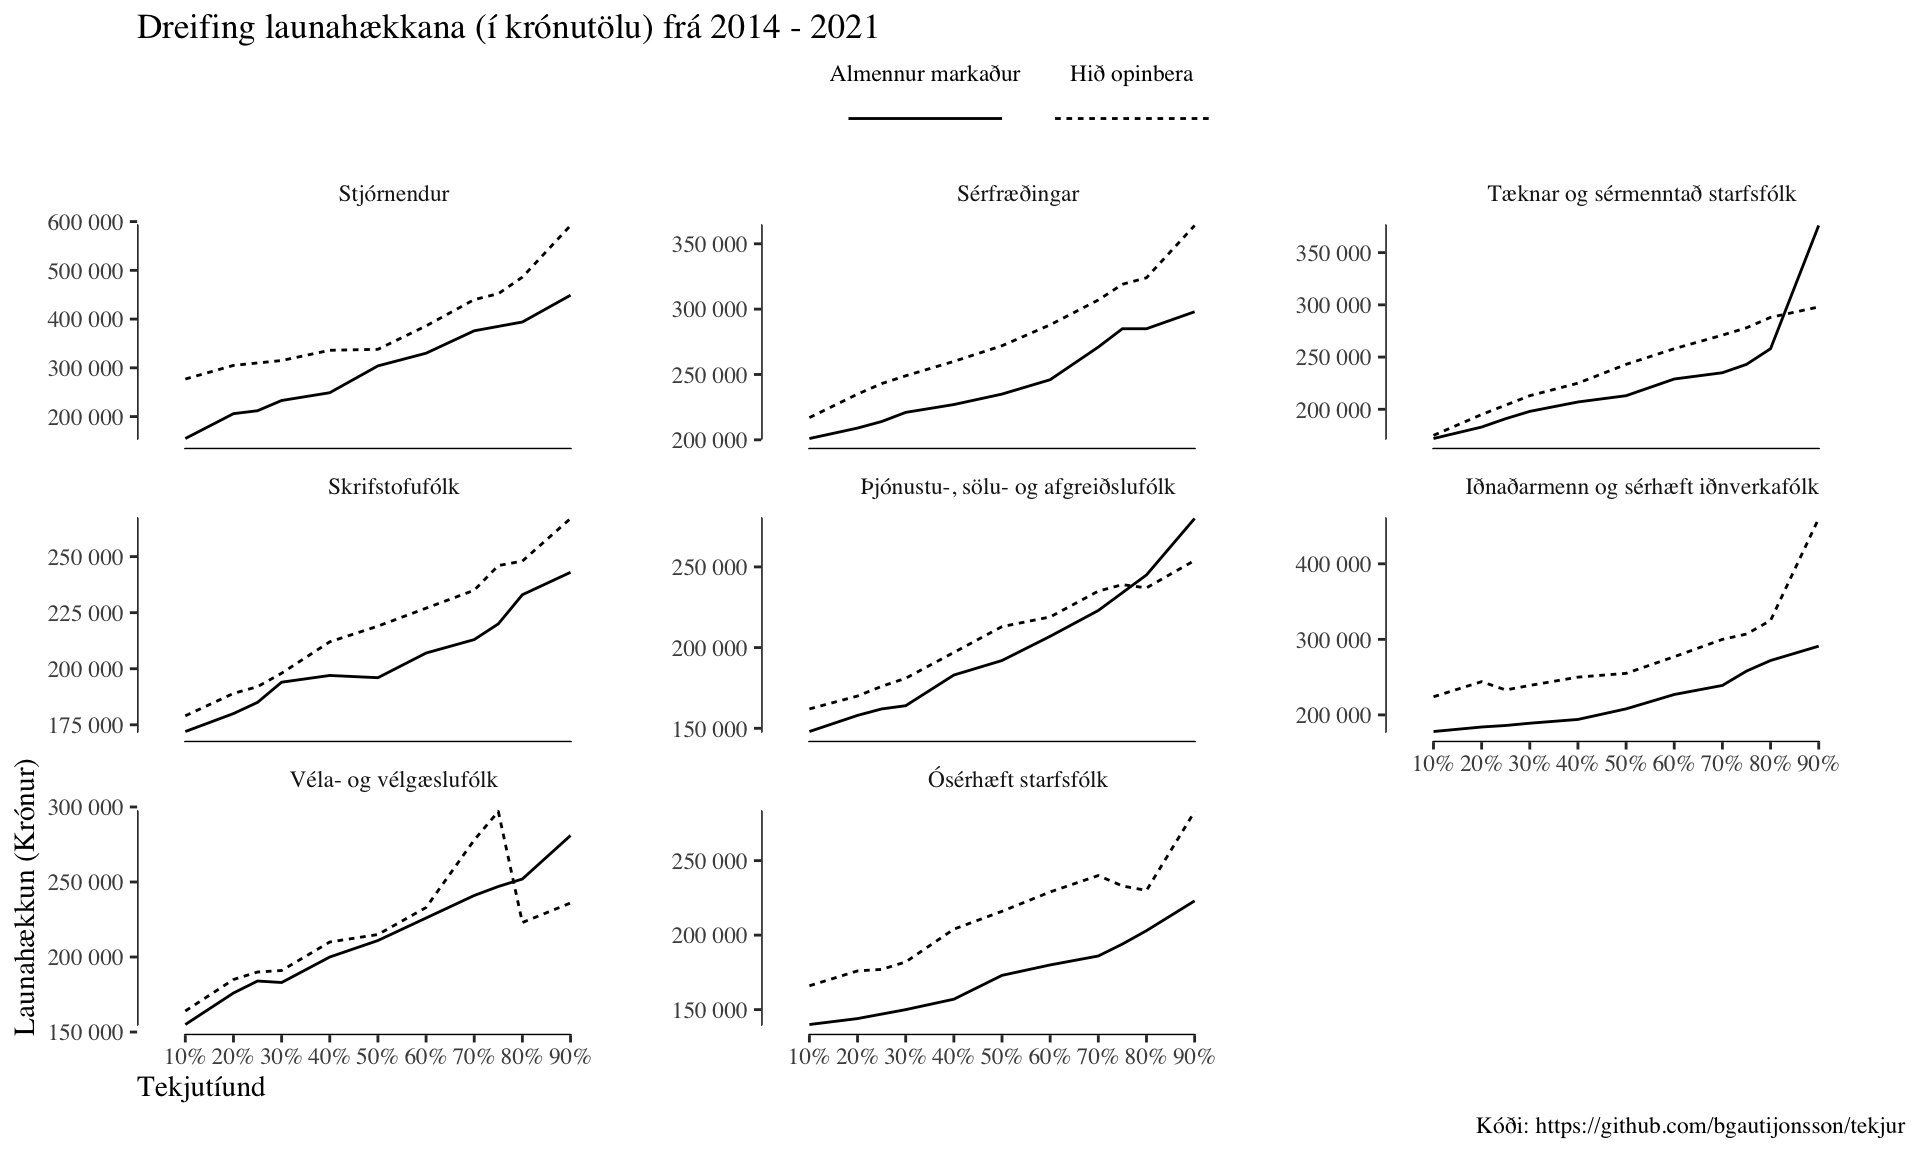 Dreifing launahækkana (í krónutölu) frá 2014 - 2021
Almennur markaður Hið opinbera
Stjórnendur
600 000
500 000
400 000
300 000
200 000
Sérfræðingar
350 000
300 000
250 000
200 000
Tæknar og sérmenntað starfsfólk
350 000
300 000
250 000
200 000
Skrifstofufólk
250 000
225 000
200 000
175 000
Þjónustu-, sölu- og afgreiðslufólk
250 000
200 000
150 000
Iðnaðarmenn og sérhæft iðnverkafólk
400 000
300 000
200 000
10% 20% 30% 40% 50% 60% 70% 80% 90%
Véla- og vélgæslufólk
300 000
250 000
200 000
150 000
10% 20% 30% 40% 50% 60% 70% 80% 90%
Ósérhæft starfsfólk
250 000
200 000
150 000
10% 20% 30% 40% 50% 60% 70% 80% 90%
Launahækkun (Krónur)
Tekjutíund
Kóði: https://github.com/bgautijonsson/tekjur